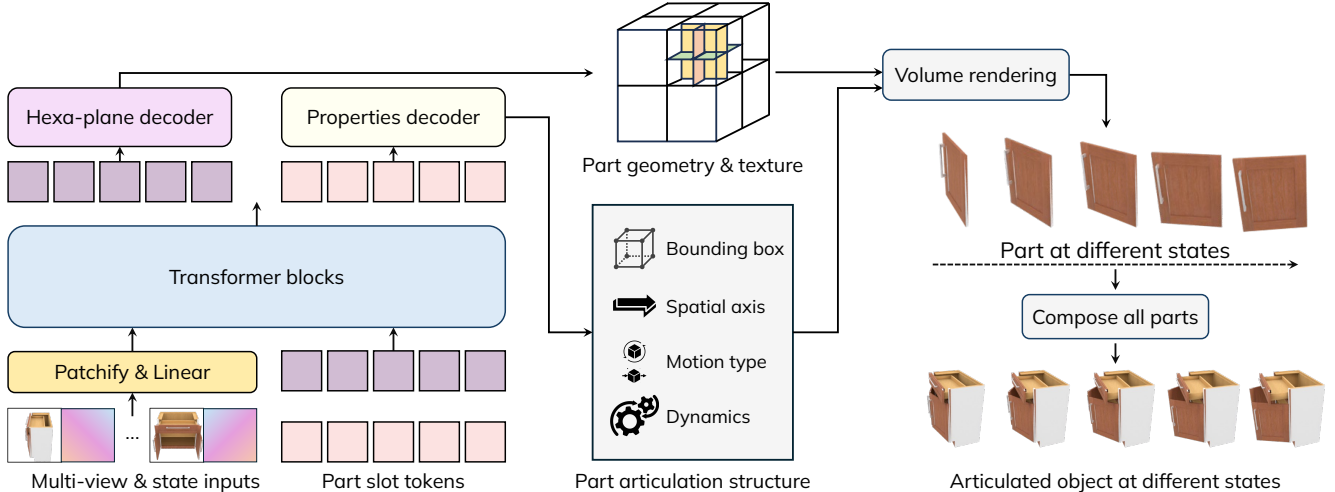 Hexa-plane decoder
Properties decoder
Transformer blocks
Patchify & Linear
...
Multi-view & state inputs
Part slot tokens
Part geometry & texture
Bounding box
Spatial axis
Motion type
Dynamics
Part articulation structure
Volume rendering
Part at different states
Compose all parts
Articulated object at different states